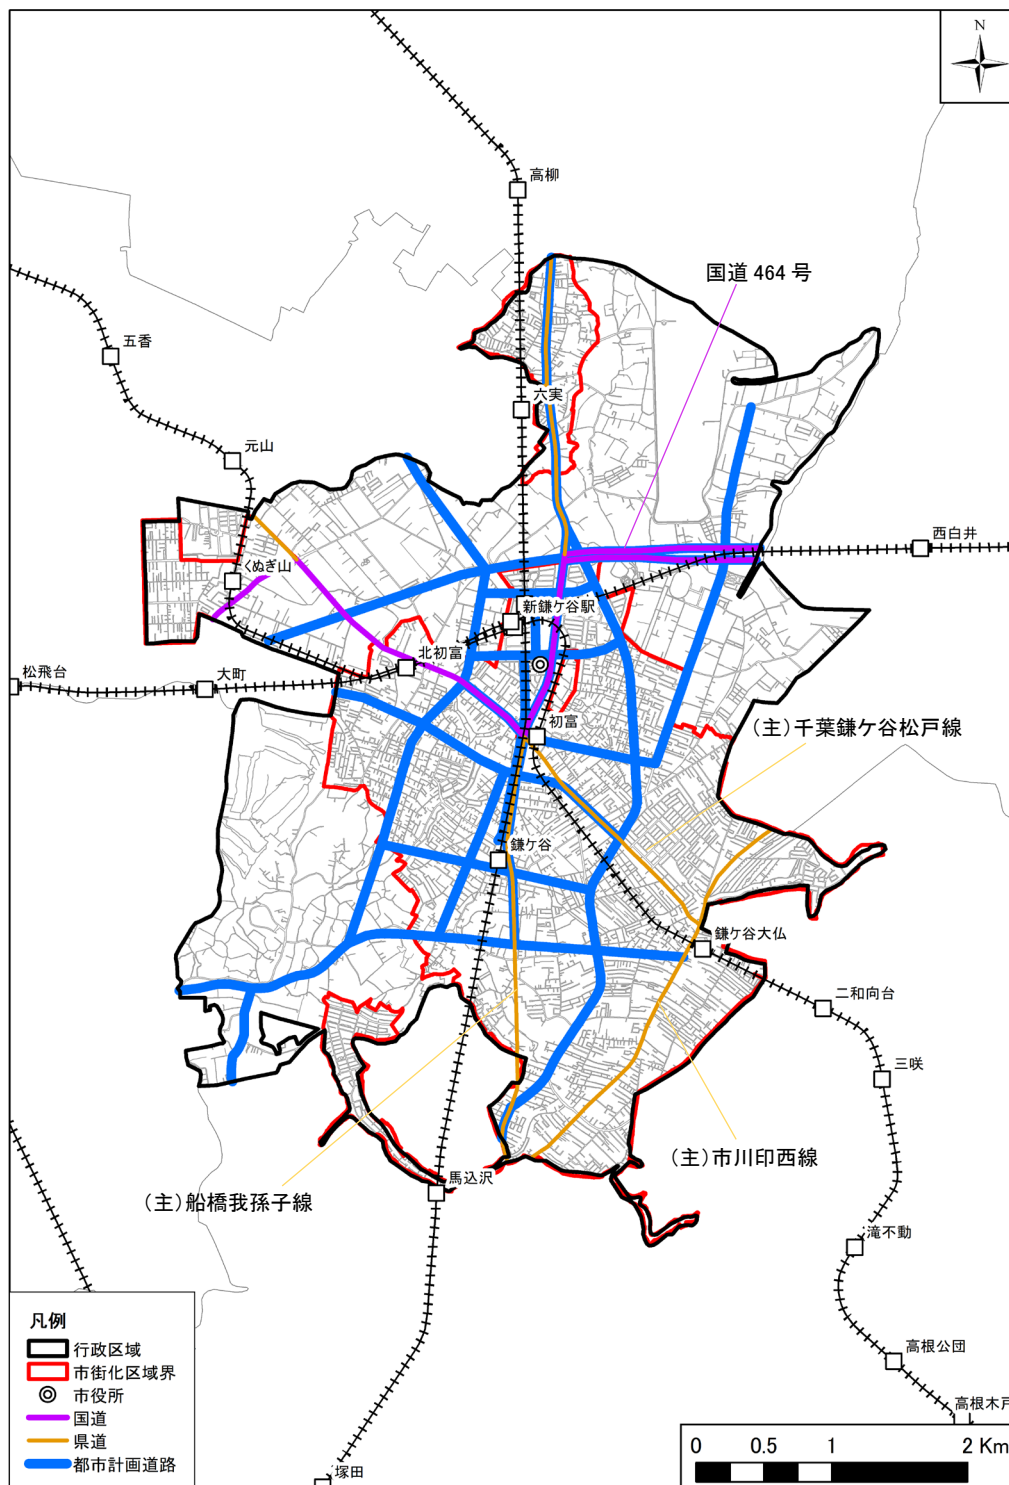 N
高柳
国道 464 号
五香
六実
元山
西白井
くぬぎ山
新鎌ケ谷駅
北初富
松飛台
大町
初富
(主)千葉鎌ケ谷松戸線
鎌ケ谷
鎌ケ谷大仏
二和向台
三咲
(主)市川印西線
馬込沢
(主)船橋我孫子線
滝不動
高根公団
高根木戸
塚田
凡例
行政区域
市街化区域界
市役所
国道
県道
都市計画道路
0 0.5 1 2 Km